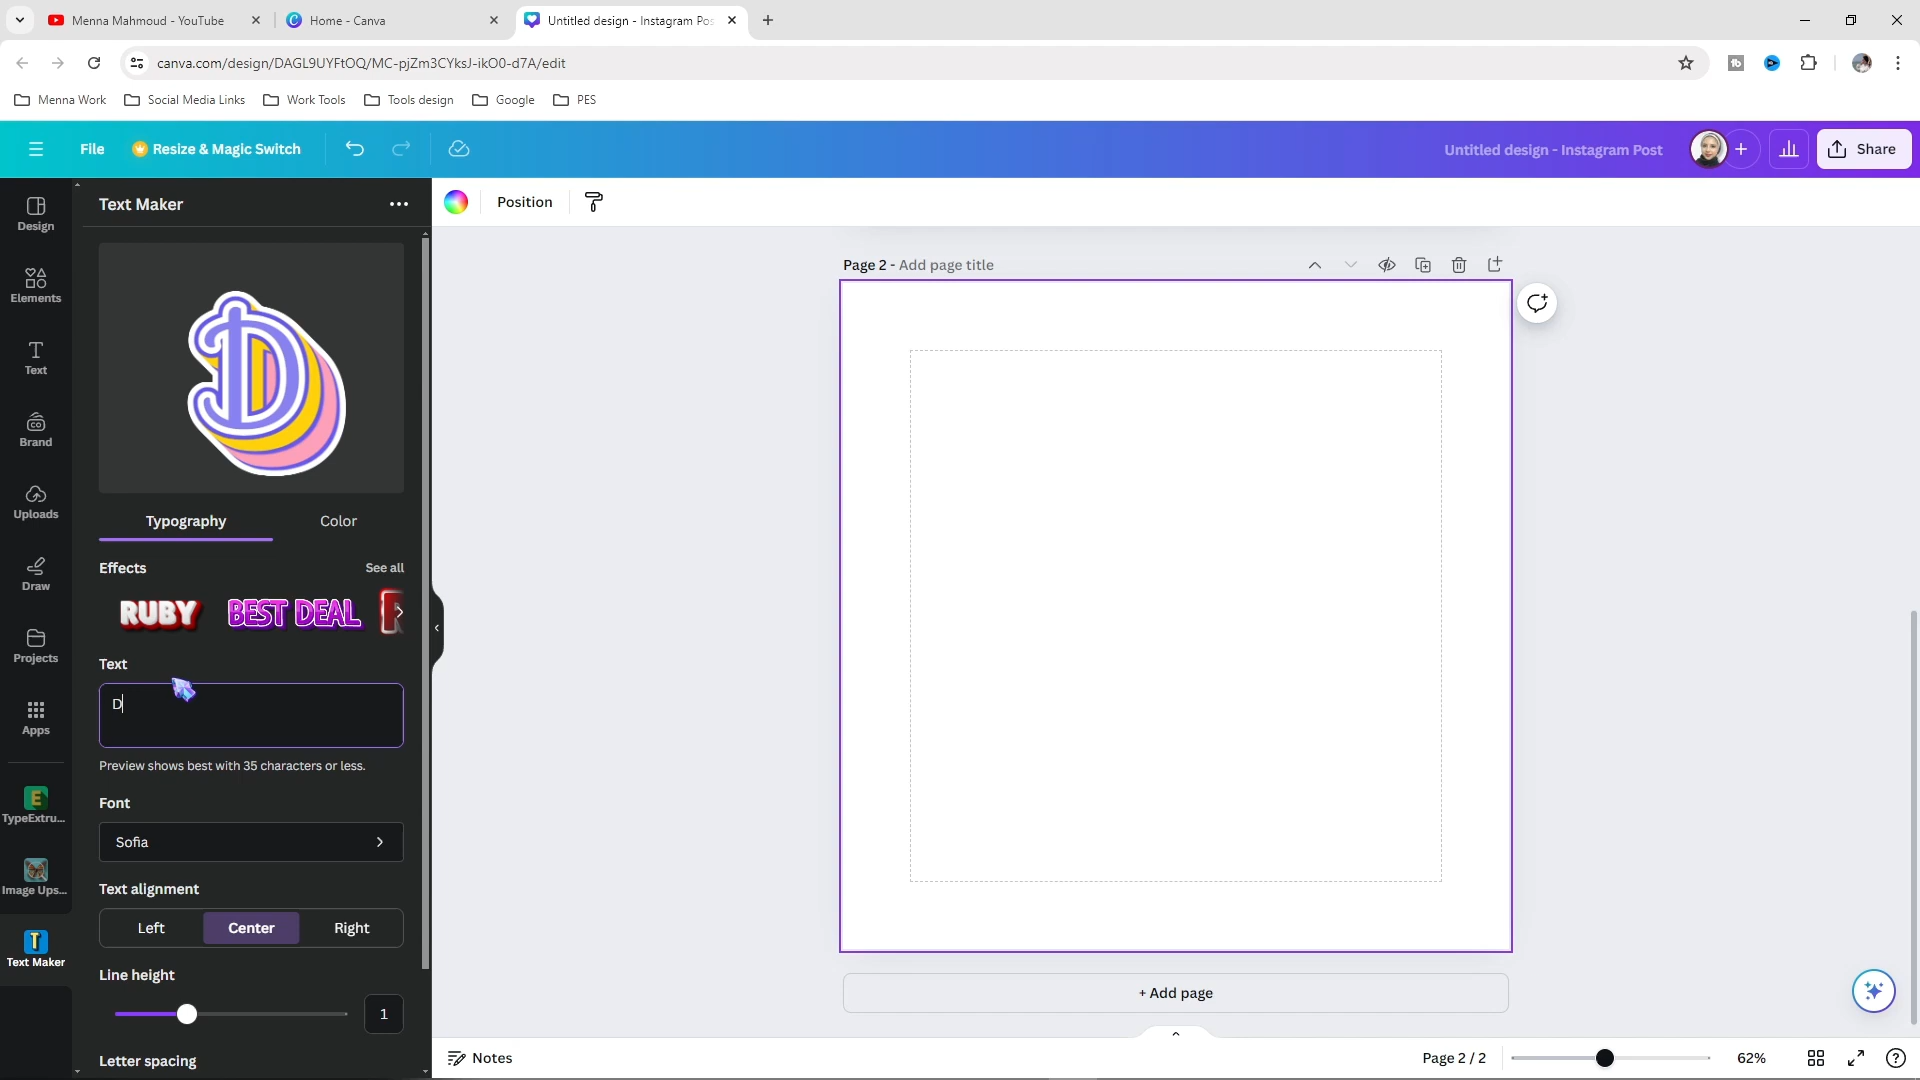 Menna Mahmoud - YouTube
Home - Canva
Untitled design - Instagram Pos
canva.com/design/DAGL9UYFtOQ/MC-pjZm3CYksJ-ikO0-d7A/edit
Menna Work
Social Media Links
Work Tools
Tools design
Google
PES
File
Resize & Magic Switch
Untitled design - Instagram Post
Share
Design
Elements
Text
Brand
Uploads
Draw
Projects
Apps
TypeExtru...
Image Ups...
Text Maker
Text Maker
D
Typography
Color
Effects
See all
RUBY
BEST DEAL
Text
D
Preview shows best with 35 characters or less.
Font
Sofia
Text alignment
Left
Center
Right
Line height
1
Letter spacing
Position
Page 2 - Add page title
+ Add page
Notes
Page 2 / 2
62%